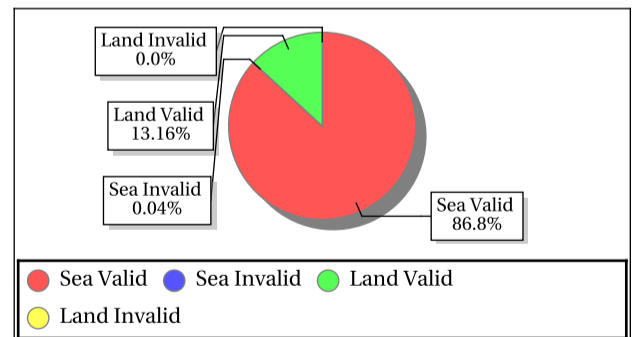 Land Invalid
0.0%
Land Valid
13.16%
Sea Invalid
0.04%
Sea Valid
86.8%
Sea Valid Sea Invalid Land Valid
Land Invalid